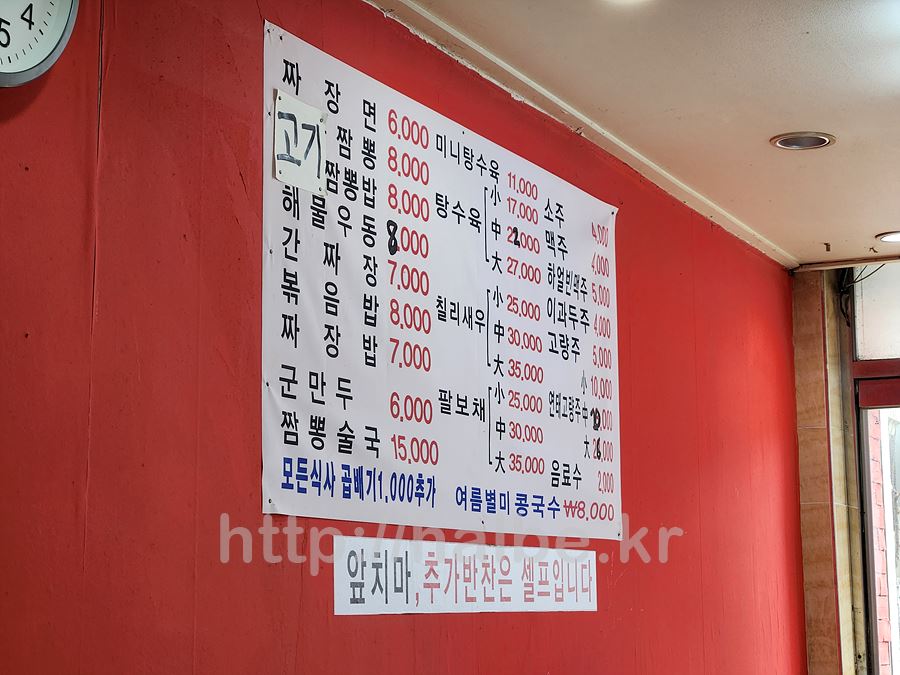 5 4
짜장면 6,000
고기 짬뽕 8,000
짬뽕밥 8,000
해물우동 8,000
간짜장 7,000
볶음밥 8,000
짜장밥 7,000
군만두 6,000
짬뽕술국 15,000
미니탕수육 11,000
탕수육 小 17,000
中 22,000
大 27,000
칠리새우 小 25,000
中 30,000
大 35,000
팔보채 小 25,000
中 30,000
大 35,000
소주 4,000
맥주 4,000
하얼빈맥주 5,000
이과두주 4,000
고량주 5,000
연태고량주 小 10,000
中
大
음료수 2,000
모든식사 곱배기1,000추가 여름별미 콩국수 ₩8,000
앞치마,추가반찬은 셀프입니다
http://naibe.kr